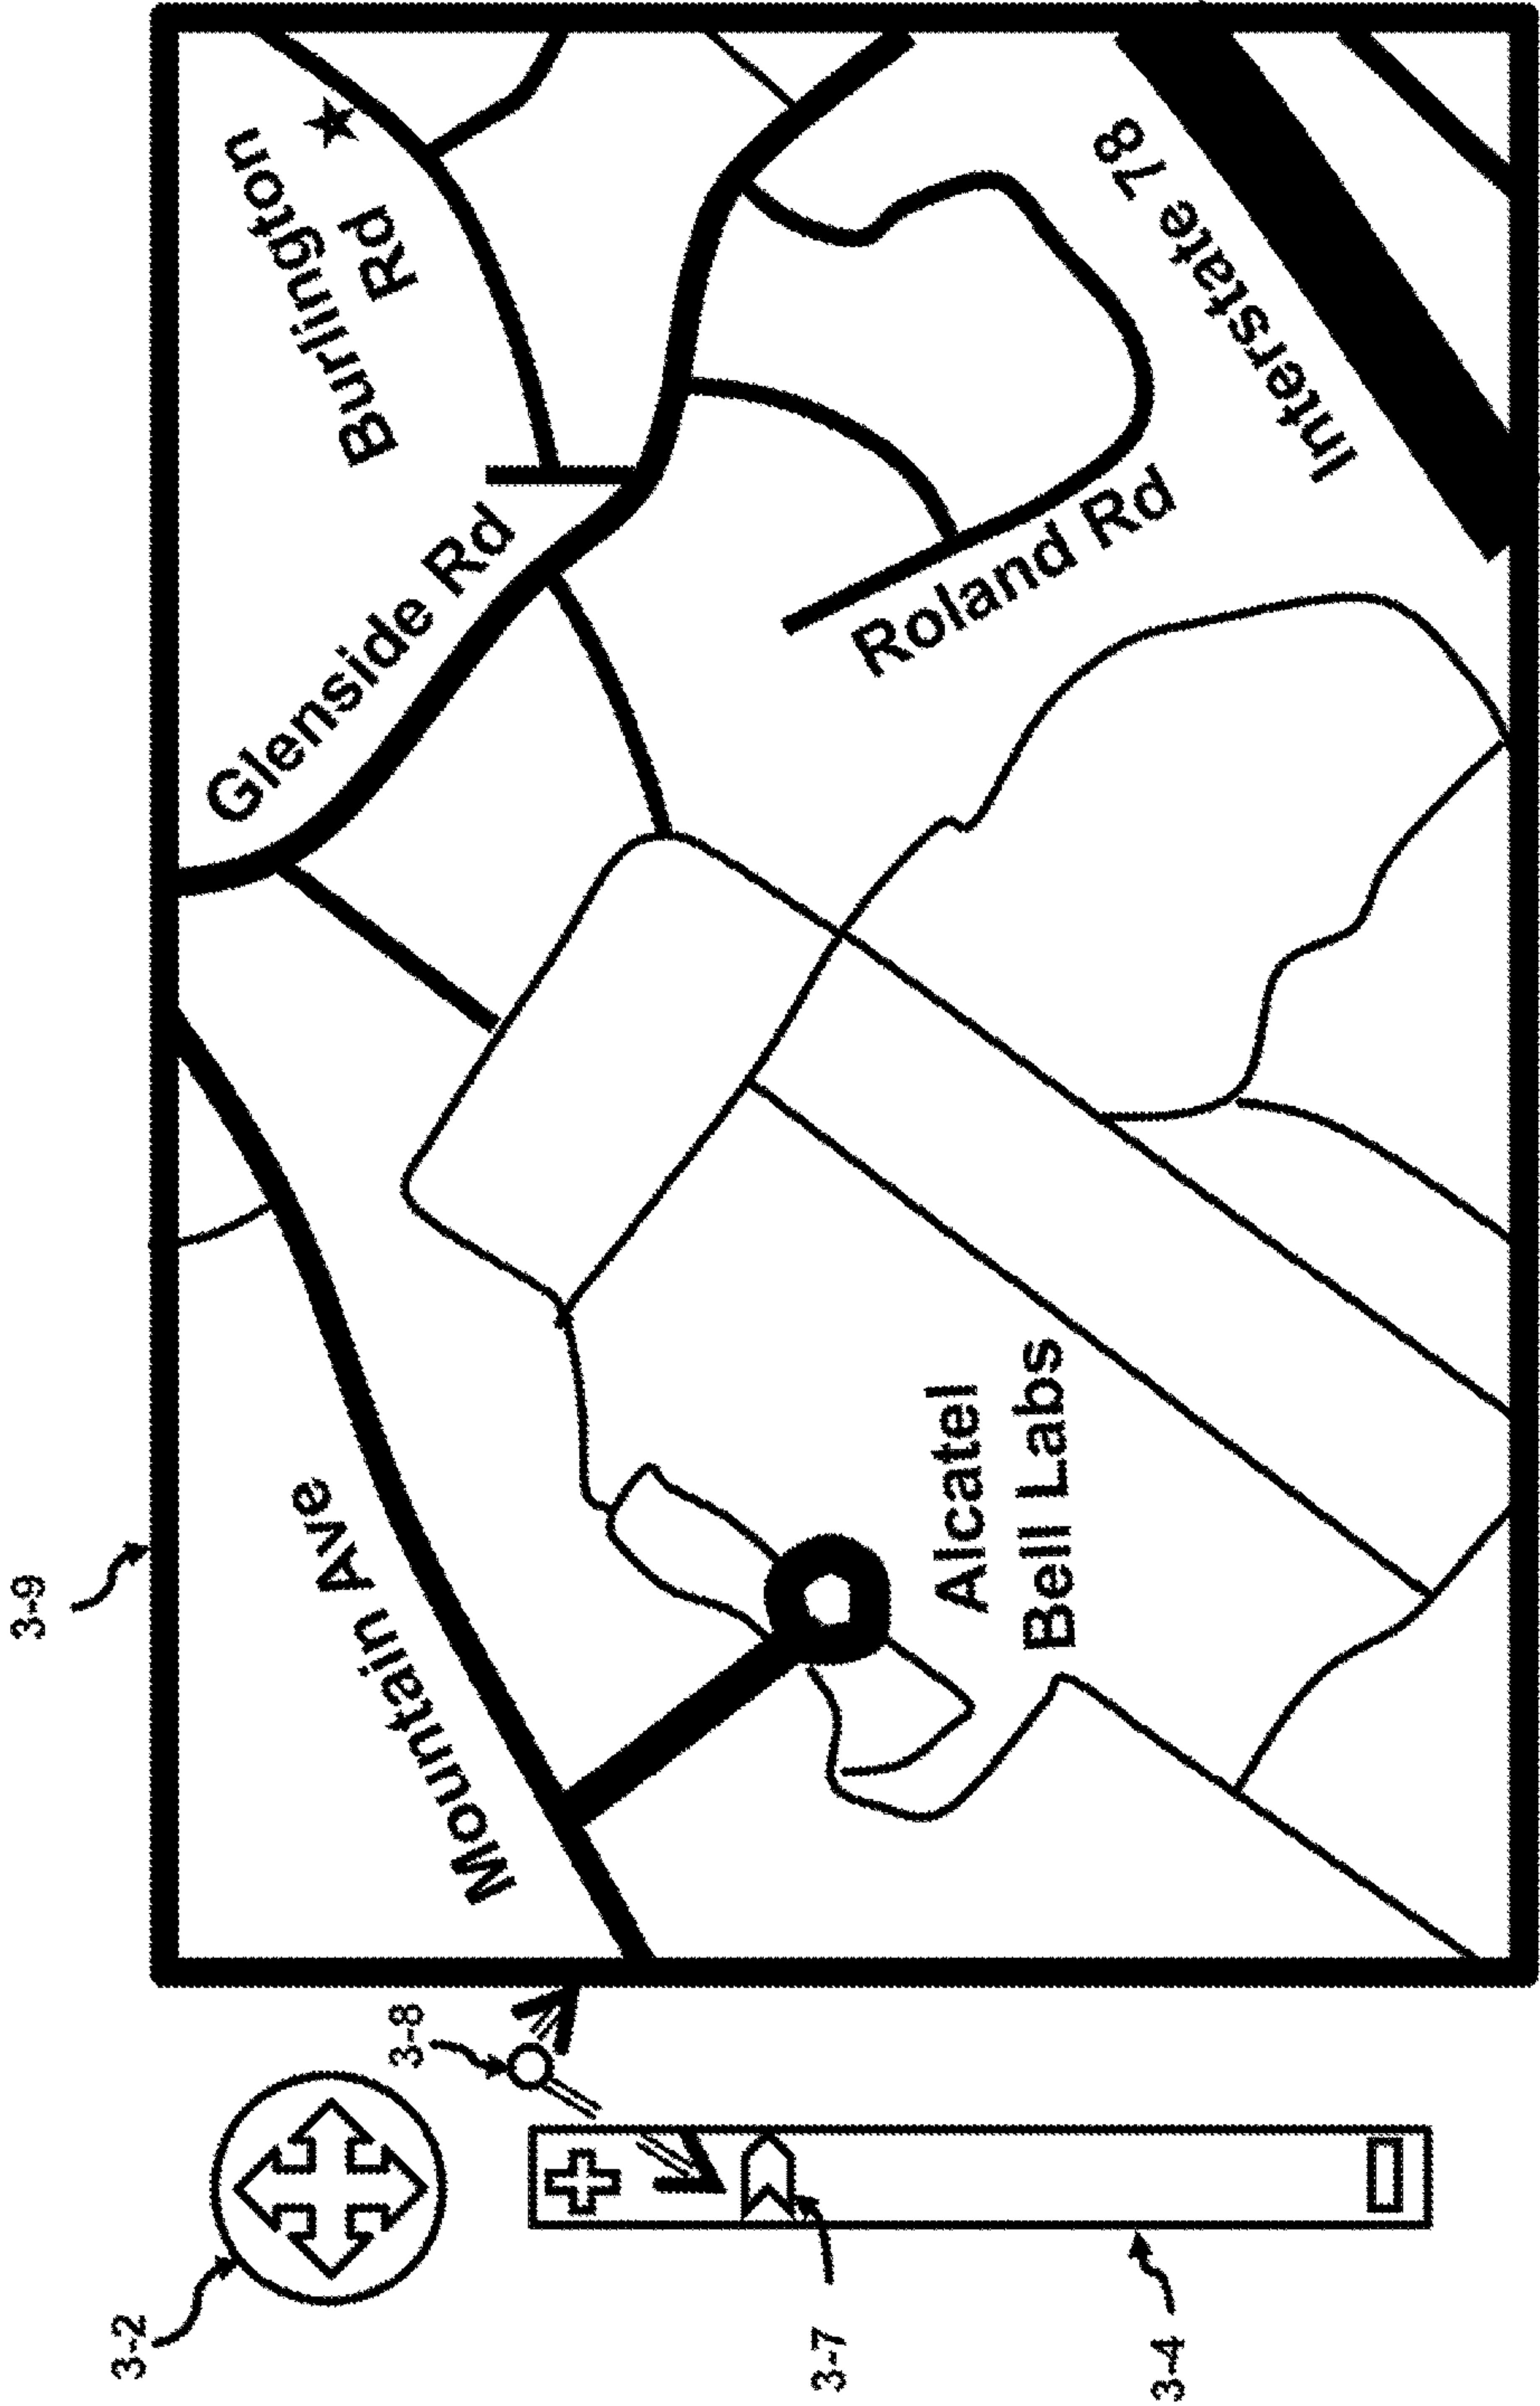 3-9
3-2
3-8
Mountain Ave
Glenside Rd
Burlington
Rd
3-7
Alcatel
Bell Labs
Roland Rd
3-4
Interstate 78